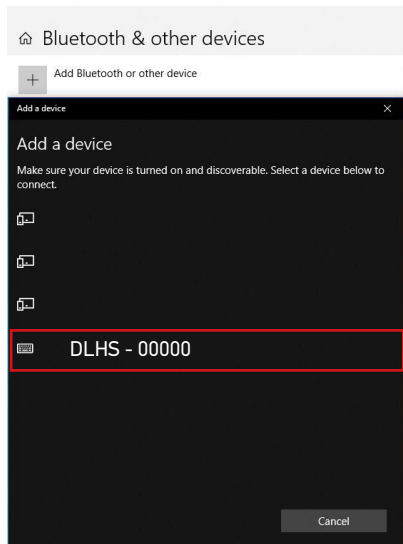 Bluetooth & other devices
Add Bluetooth or other device
Add a device
Add a device
Make sure your device is turned on and discoverable. Select a device below to
connect.
DLHS - 00000
Cancel